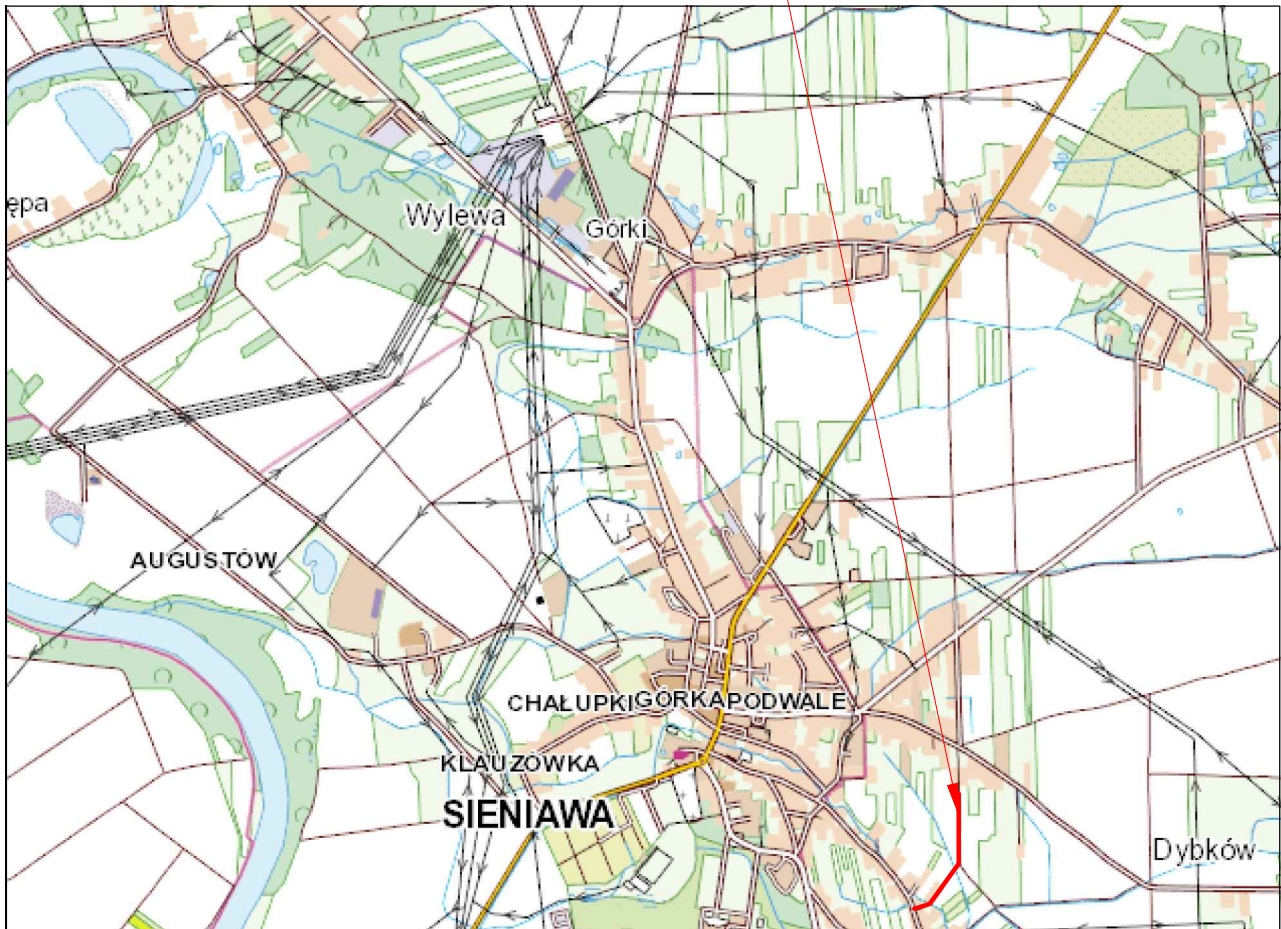 ępa
Wylewa
Górki
AUGUSTÓW
CHAŁUPKI GÓRKA PODWALE
KLAUZÓWKA
SIENIAWA
Dybków